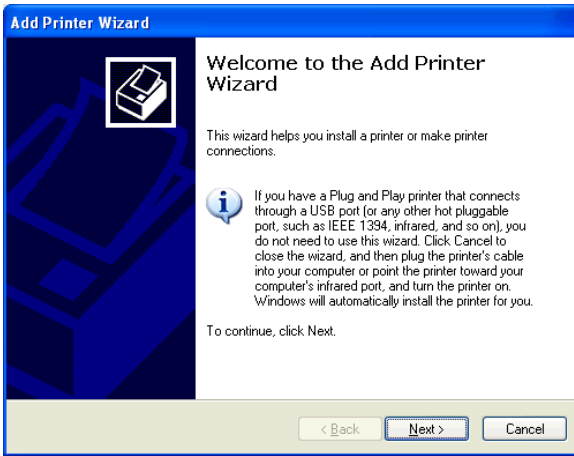 Add Printer Wizard
Welcome to the Add Printer
Wizard
This wizard helps you install a printer or make printer
connections.
If you have a Plug and Play printer that connects
through a USB port (or any other hot pluggable
port, such as IEEE 1394, infrared, and so on), you
do not need to use this wizard. Click Cancel to
close the wizard, and then plug the printer's cable
into your computer or point the printer toward your
computer's infrared port, and turn the printer on.
Windows will automatically install the printer for you.
To continue, click Next.
< Back Next > Cancel